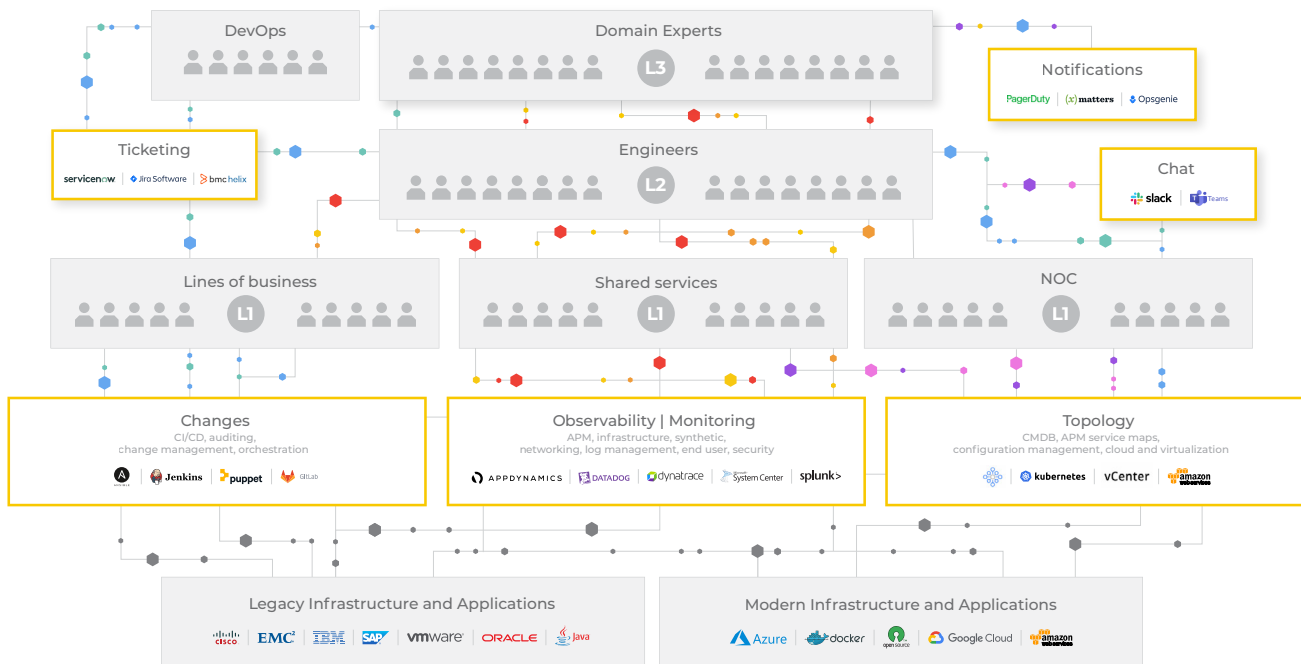 DevOps
Domain Experts
L3
Notifications
PagerDuty
(x) matters
Opsgenie
Ticketing
servicenow
Jira Software
bmc helix
Engineers
L2
Chat
slack
Teams
Lines of business
L1
Shared services
L1
NOC
L1
Changes
CI/CD, auditing,
change management, orchestration
ANSIBLE
Jenkins
puppet
GitLab
Observability | Monitoring
APM, infrastructure, synthetic,
networking, log management, end user, security
APPDYNAMICS
DATADOG
dynatrace
Microsoft
System Center
splunk>
Topology
CMDB, APM service maps,
configuration management, cloud and virtualization
kubernetes
vCenter
amazon
webservices
Legacy Infrastructure and Applications
cisco
EMC²
IBM
SAP
vmware
ORACLE
Java
Modern Infrastructure and Applications
Azure
docker
open source
Google Cloud
amazon
webservices